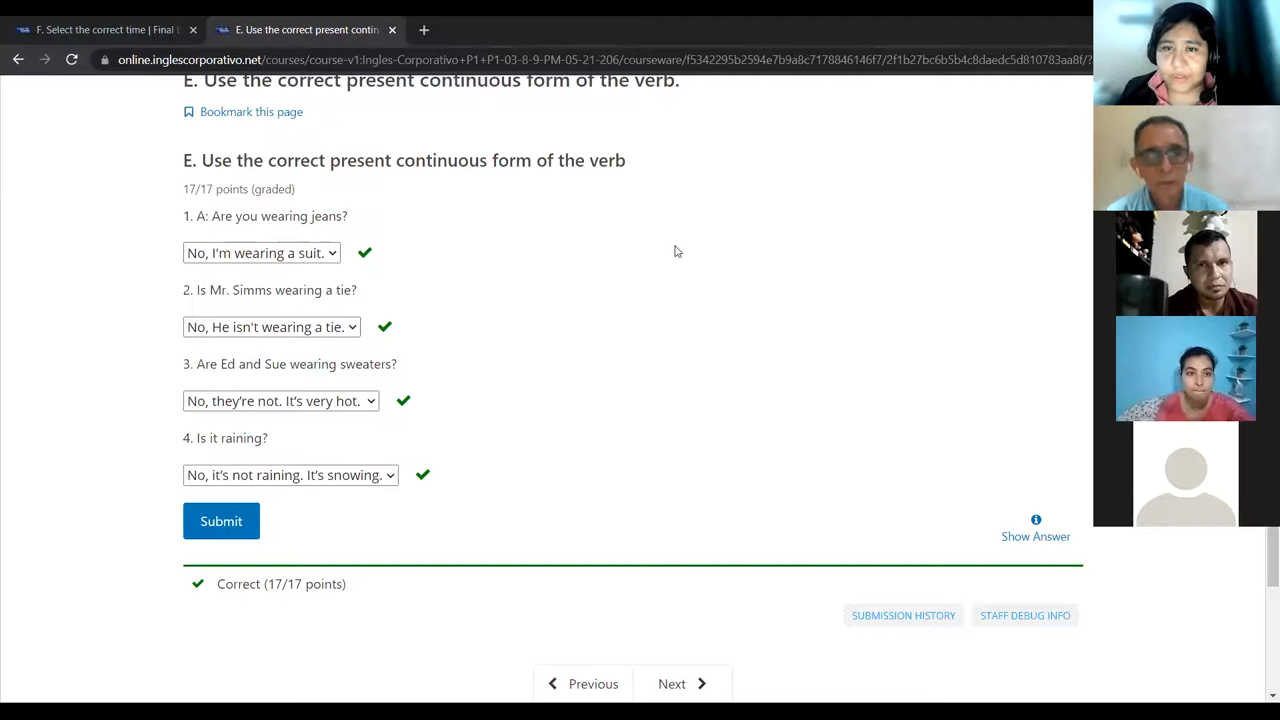 F. Select the correct time | Final E
E. Use the correct present contin
online.inglescorporativo.net/courses/course-v1:Ingles-Corporativo+P1+P1-03-8-9-PM-05-21-206/courseware/f5342295b2594e7b9a8c7178846146f7/2f1b27bc6b5b4c8daedc5d810783aa8f/?
E. Use the correct present continuous form of the verb.
Bookmark this page
E. Use the correct present continuous form of the verb
17/17 points (graded)
1. A: Are you wearing jeans?
No, I'm wearing a suit.
2. Is Mr. Simms wearing a tie?
No, He isn't wearing a tie.
3. Are Ed and Sue wearing sweaters?
No, they’re not. It’s very hot.
4. Is it raining?
No, it’s not raining. It’s snowing.
Submit
Show Answer
Correct (17/17 points)
SUBMISSION HISTORY STAFF DEBUG INFO
Previous Next